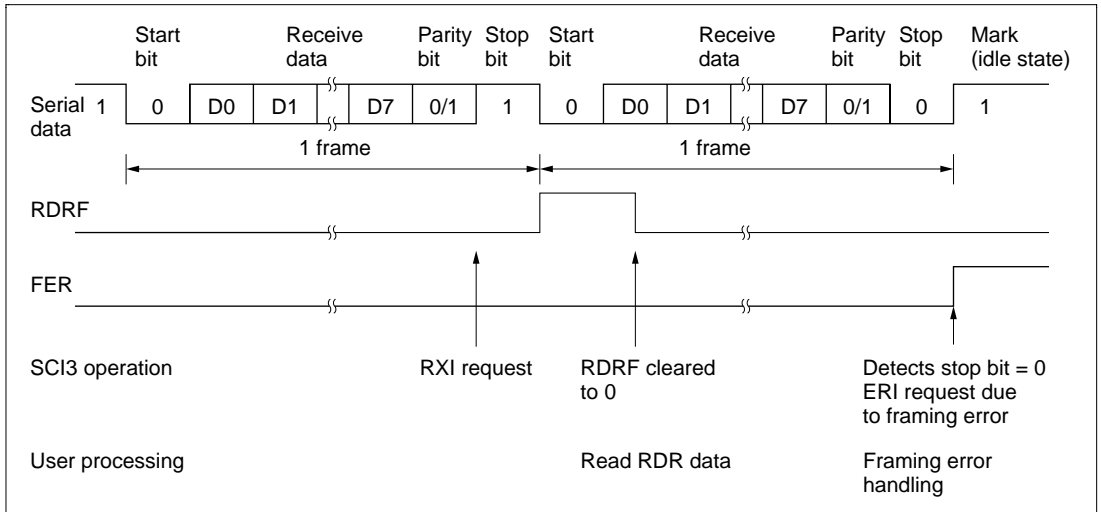 Start bit Receive data Parity bit Stop bit Start bit Receive data Parity bit Stop bit Mark (idle state)
Serial data 1 0 D0 D1 D7 0/1 1 0 D0 D1 D7 0/1 0 1
1 frame 1 frame
RDRF
FER
SCI3 operation RXI request RDRF cleared to 0 Detects stop bit = 0 ERI request due to framing error
User processing Read RDR data Framing error handling